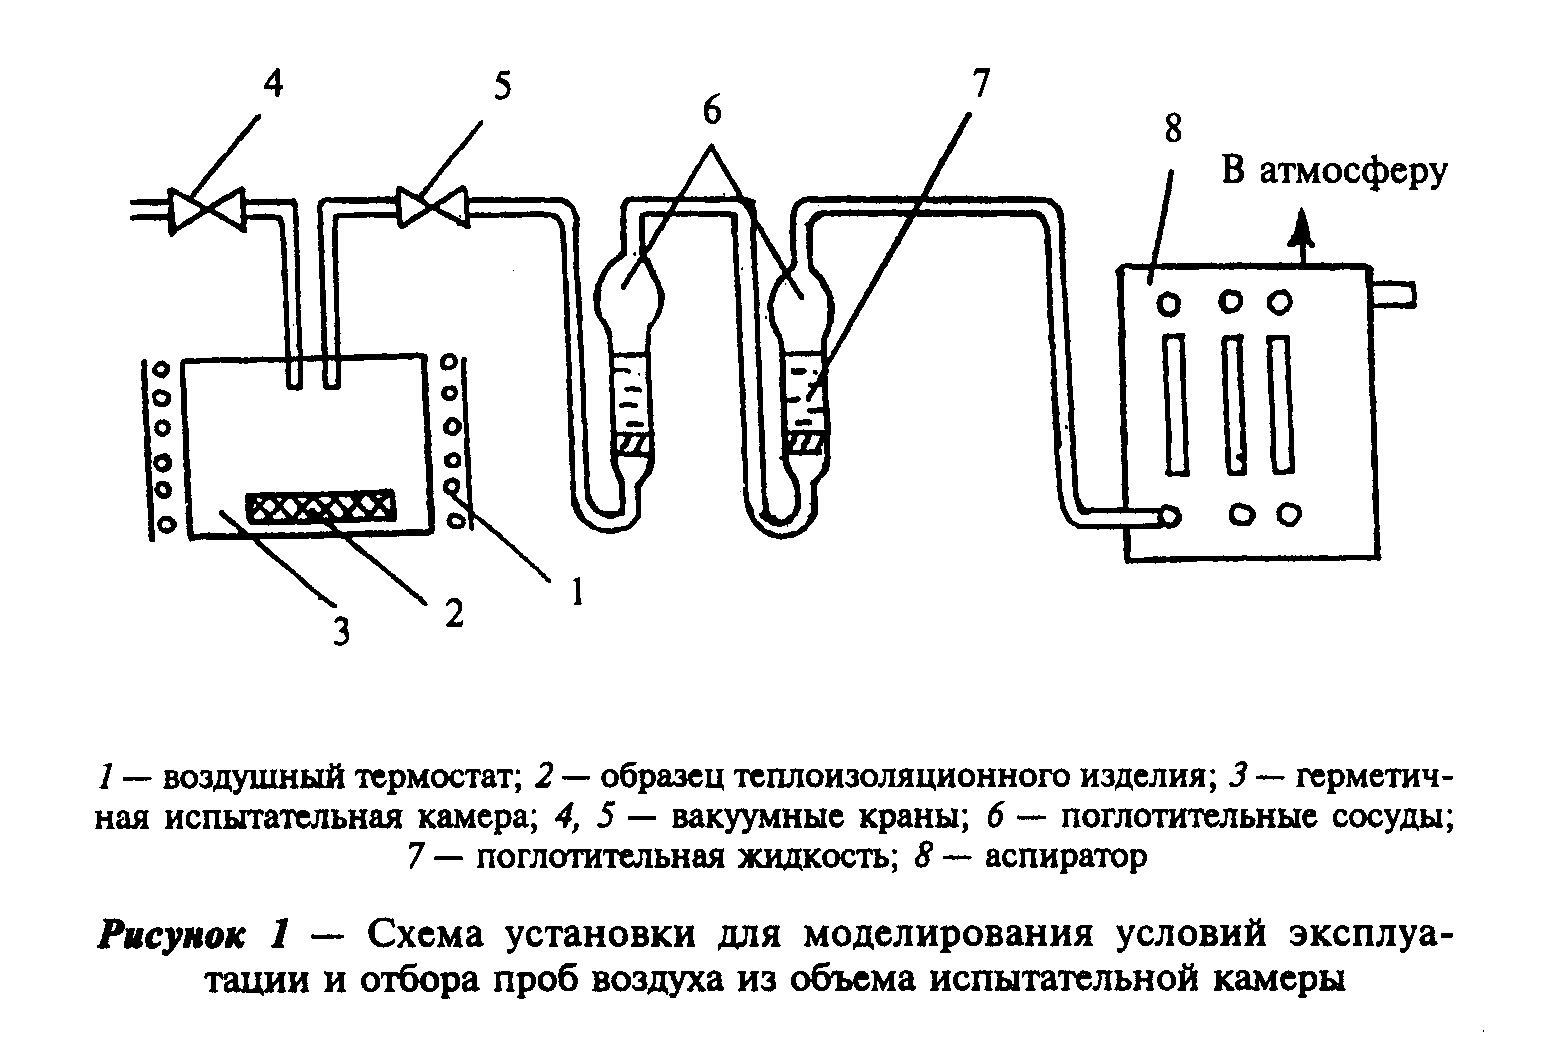 4
5
6
7
8
В атмосферу
1
2
3
1 — воздушный термостат; 2 — образец теплоизоляционного изделия; 3 — герметич-
ная испытательная камера; 4, 5 — вакуумные краны; 6 — поглотительные сосуды;
7 — поглотительная жидкость; 8 — аспиратор
Рисунок 1 — Схема установки для моделирования условий эксплуа-
тации и отбора проб воздуха из объема испытательной камеры